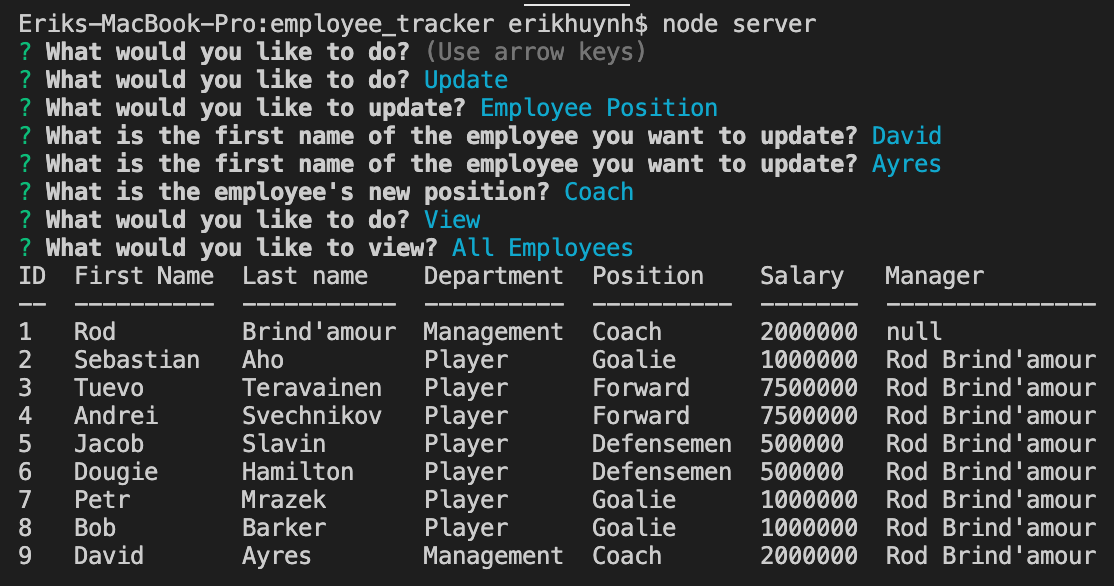 Eriks-MacBook-Pro:employee_tracker erikhuynh$ node server
? What would you like to do? (Use arrow keys)
? What would you like to do? Update
? What would you like to update? Employee Position
? What is the first name of the employee you want to update? David
? What is the first name of the employee you want to update? Ayres
? What is the employee's new position? Coach
? What would you like to do? View
? What would you like to view? All Employees
ID  First Name  Last name    Department  Position    Salary   Manager
--  ----------  -----------  ----------  ----------  -------  ---------------
1   Rod         Brind'amour  Management  Coach       2000000  null
2   Sebastian   Aho          Player      Goalie      1000000  Rod Brind'amour
3   Tuevo       Teravainen   Player      Forward     7500000  Rod Brind'amour
4   Andrei      Svechnikov   Player      Forward     7500000  Rod Brind'amour
5   Jacob       Slavin       Player      Defensemen  500000   Rod Brind'amour
6   Dougie      Hamilton     Player      Defensemen  500000   Rod Brind'amour
7   Petr        Mrazek       Player      Goalie      1000000  Rod Brind'amour
8   Bob         Barker       Player      Goalie      1000000  Rod Brind'amour
9   David       Ayres        Management  Coach       2000000  Rod Brind'amour